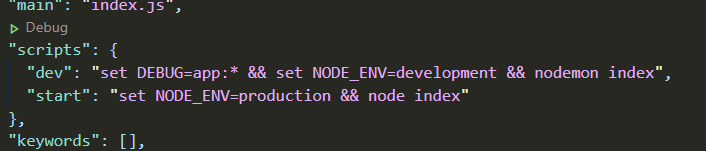 "main": "index.js",
Debug
"scripts": {
"dev": "set DEBUG=app:* && set NODE_ENV=development && nodemon index",
"start": "set NODE_ENV=production && node index"
},
"keywords": [],